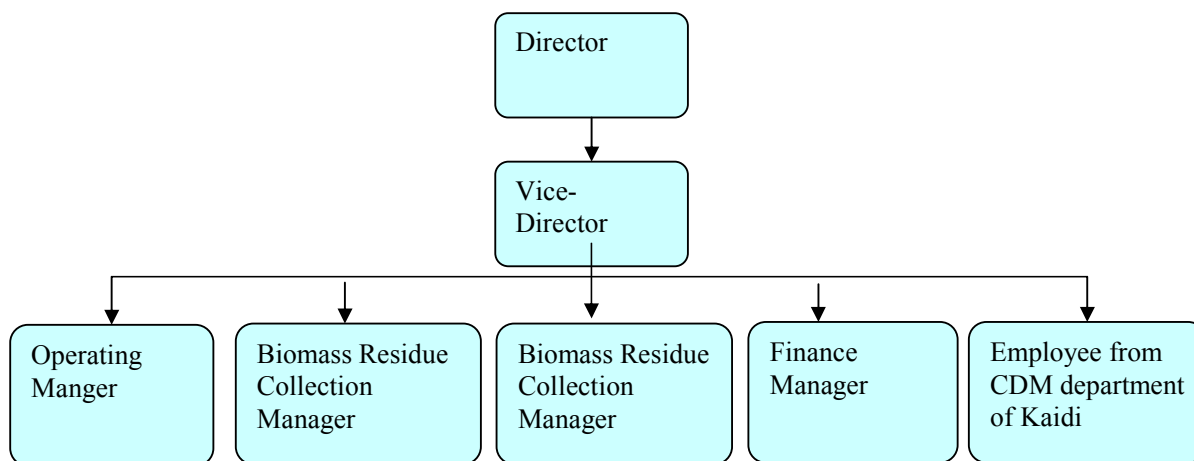 Director
Vice-
Director
Operating
Manger
Biomass Residue
Collection
Manager
Biomass Residue
Collection
Manager
Finance
Manager
Employee from
CDM department
of Kaidi